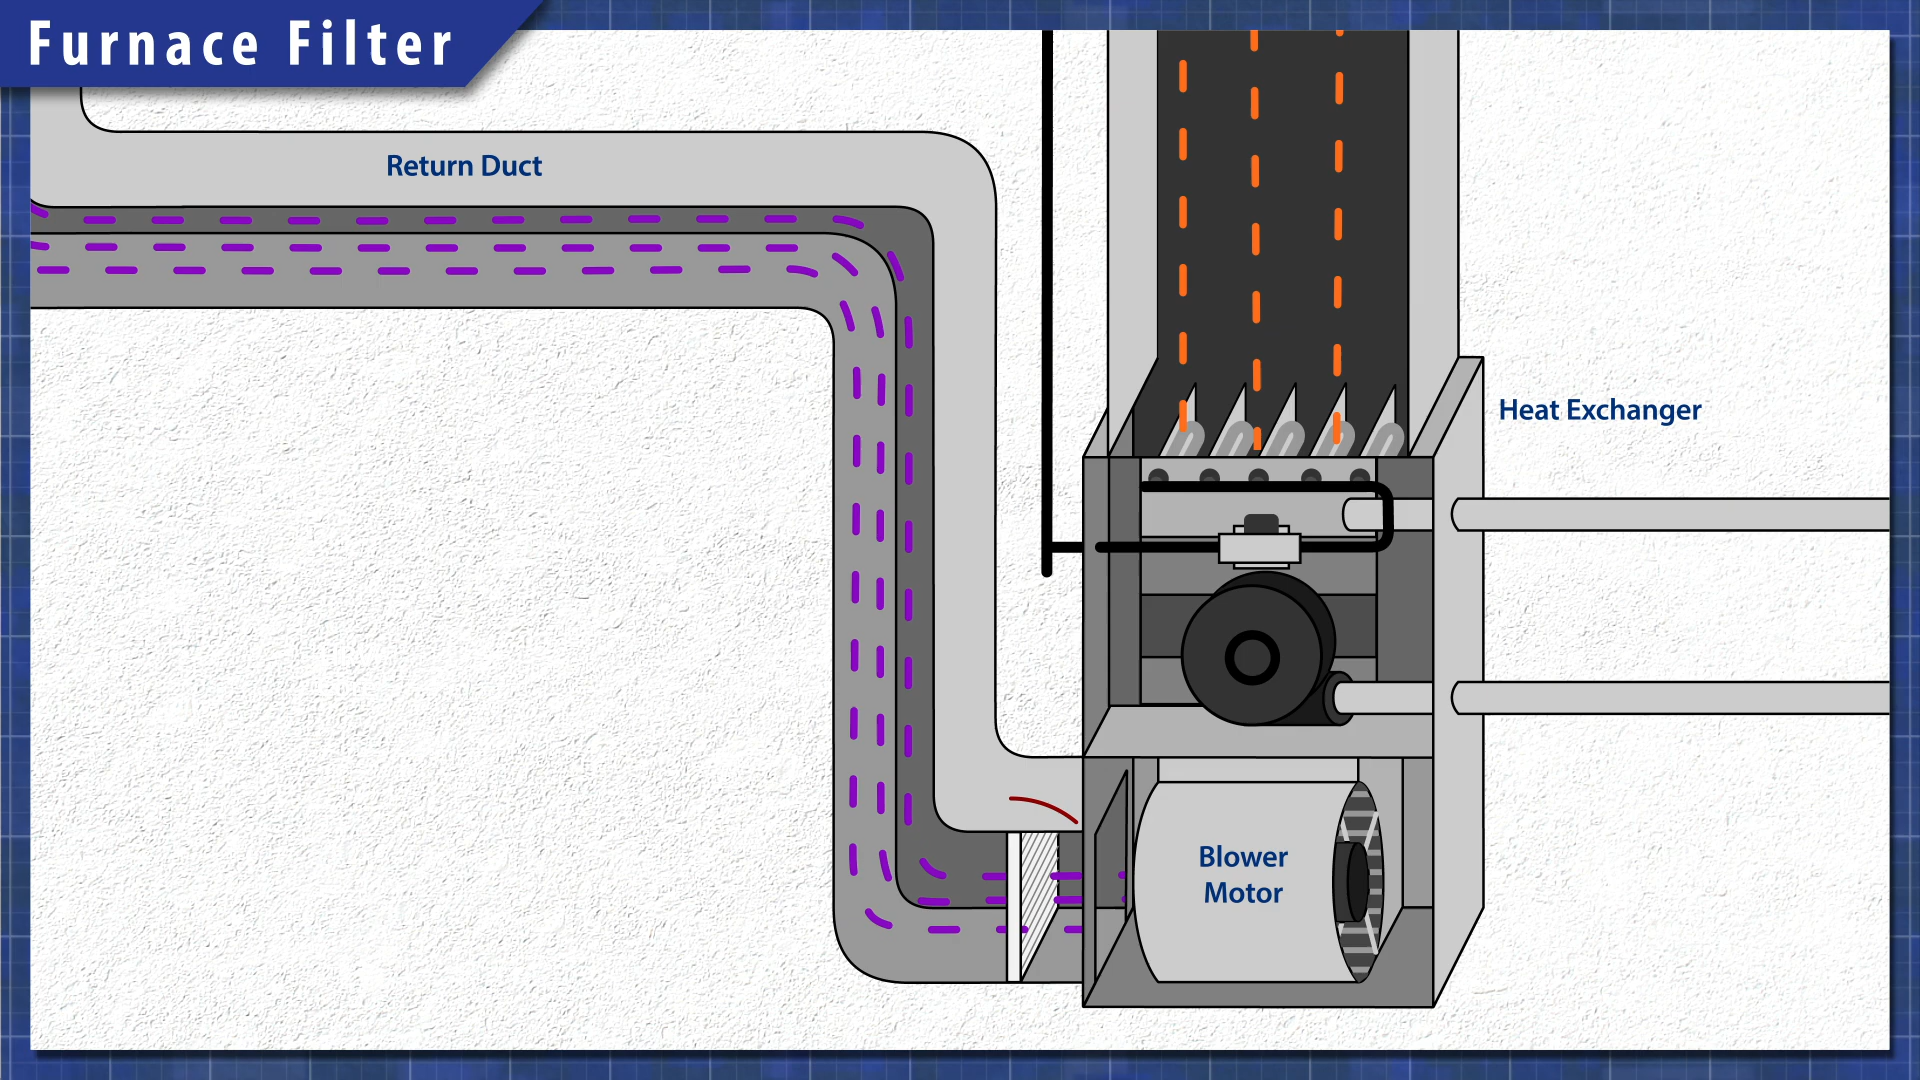 Furnace Filter
Return Duct
Heat Exchanger
Blower
Motor